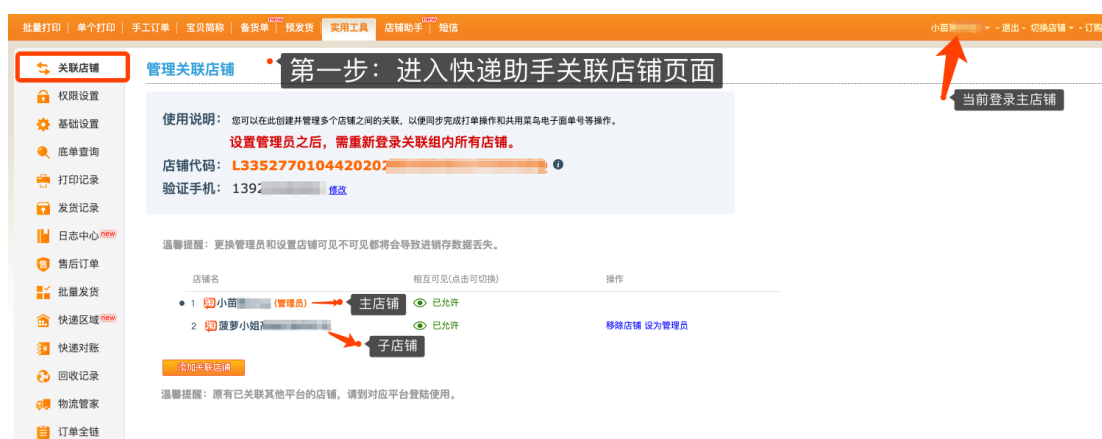 批量打印 单个打印 手工订单 宝贝简称 备货单 new 预发货 实用工具 店铺助手 new 短信 小苗 - 退出 - 切换店铺 - 订购
关联店铺
管理关联店铺
第一步：进入快递助手关联店铺页面
权限设置
当前登录主店铺
基础设置
使用说明： 您可以在此创建并管理多个店铺之间的关联，以便同步完成打单操作和共用菜鸟电子面单号等操作。
设置管理员之后，需重新登录关联组内所有店铺。
底单查询
店铺代码： L3352770104420202
打印记录
验证手机： 1392 修改
发货记录
日志中心 new
温馨提醒：更换管理员和设置店铺可见不可见都将会导致进销存数据丢失。
售后订单
店铺名 相互可见(点击可切换) 操作
批量发货
1 淘 小苗 (管理员) 主店铺 已允许
快递区域 new
2 淘 菠萝小姐 已允许 移除店铺 设为管理员
子店铺
快递对账
添加关联店铺
回收记录
温馨提醒：原有已关联其他平台的店铺，请到对应平台登陆使用。
物流管家
订单全链